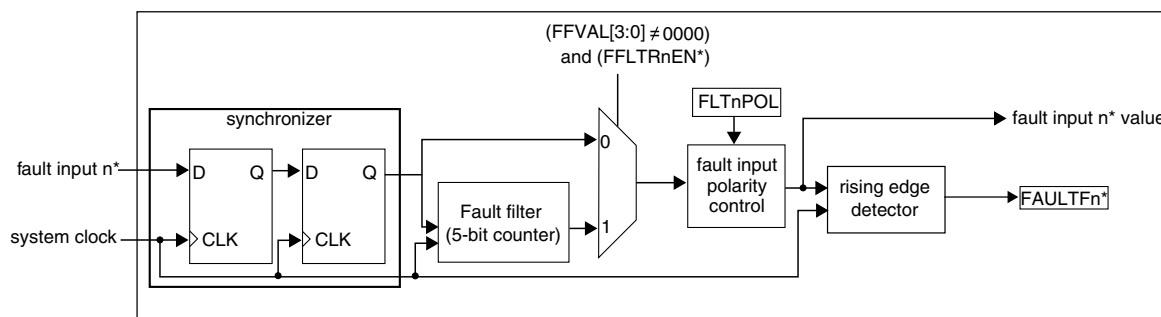 (FFVAL[3:0] ≠ 0000)
and (FFLTRnEN*)
synchronizer
FLTnPOL
fault input n*
D
Q
D
Q
0
fault input
polarity
control
fault input n* value
rising edge
detector
FAULTFn*
Fault filter
(5-bit counter)
1
system clock
CLK
CLK